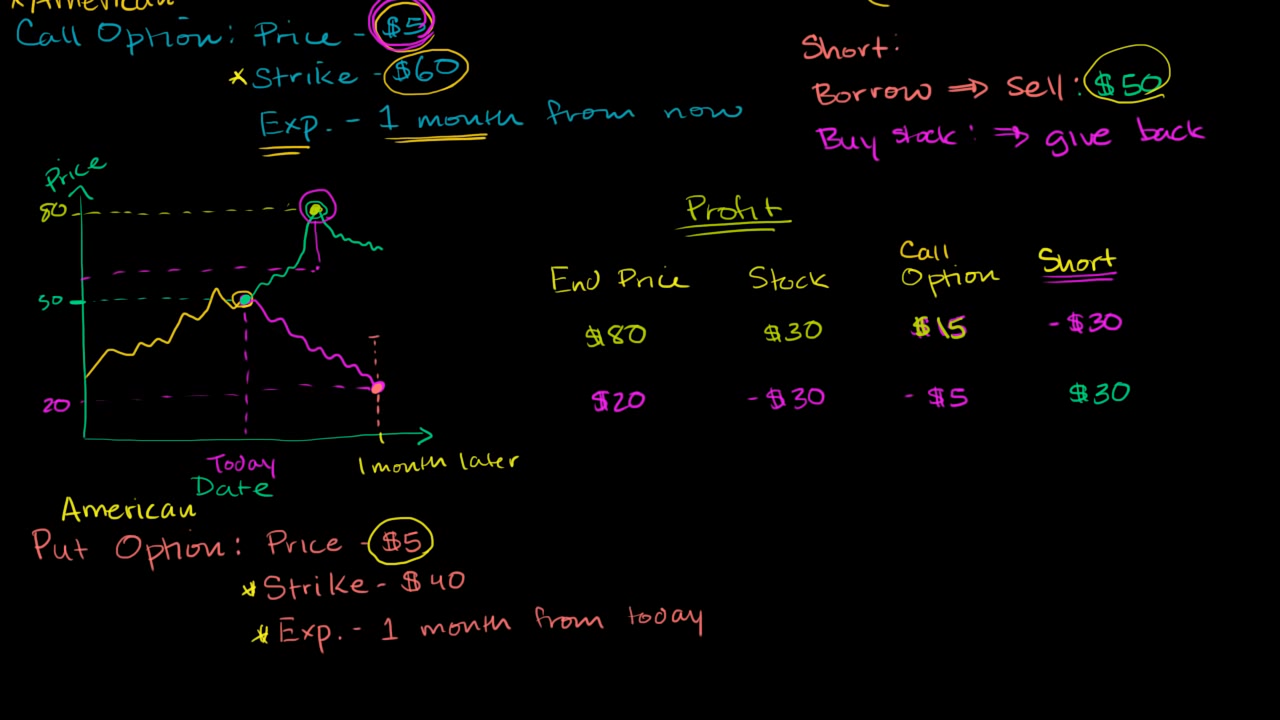 *American
Call Option: Price - $5
* Strike - $60
Exp. - 1 month from now
Short:
Borrow ⇒ Sell: $50
Buy stock: ⇒ give back
Price
80
50
20
Today
Date
1 month later
Profit
End Price Stock Call Option Short
$80 $30 $15 -$30
$20 -$30 -$5 $30
American
Put Option: Price - $5
* Strike - $40
* Exp. - 1 month from today